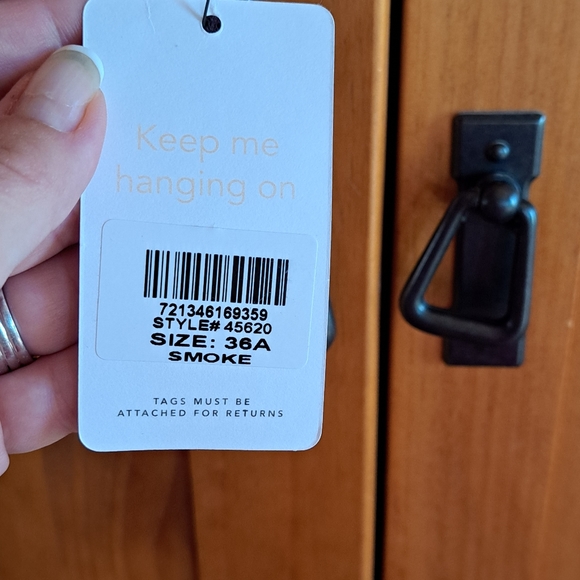 Keep me
hanging on
721346169359
STYLE# 45620
SIZE: 36A
SMOKE
TAGS MUST BE
ATTACHED FOR RETURNS